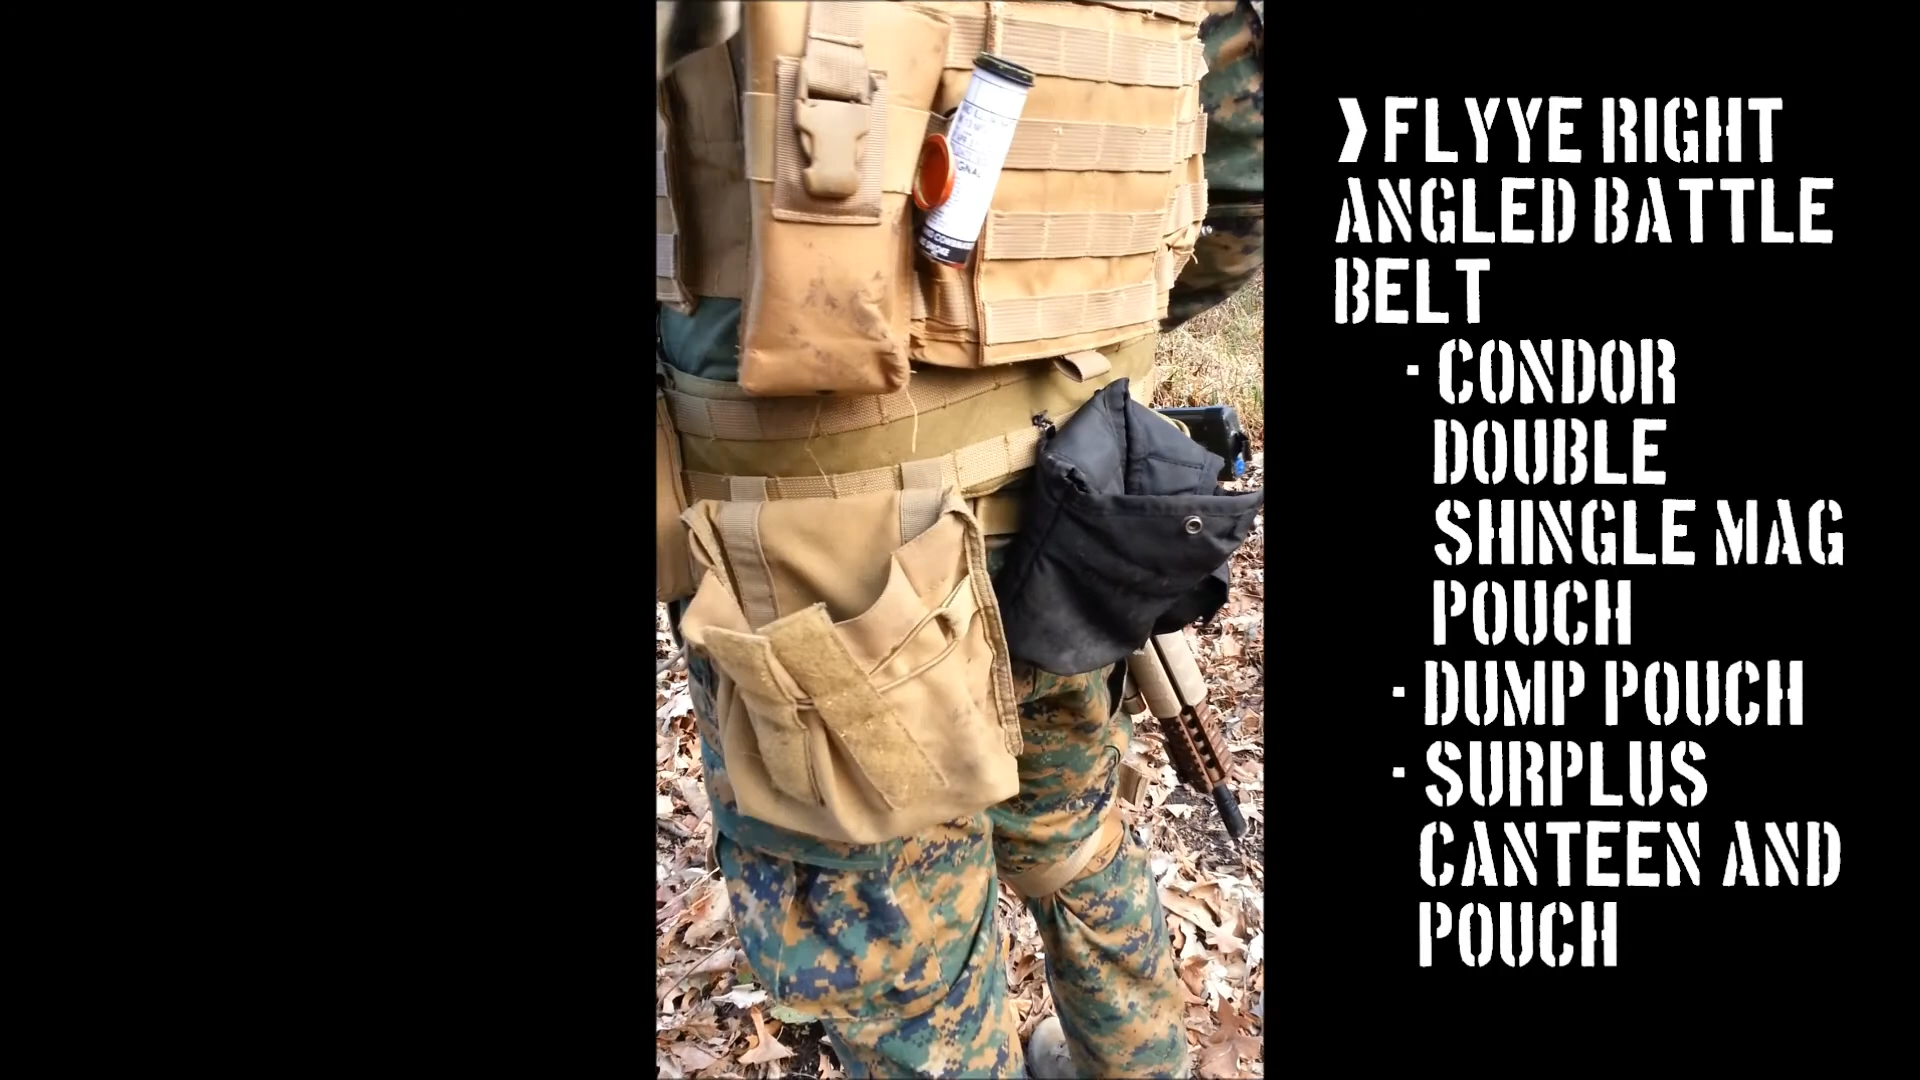 ❯ FLYYE RIGHT
ANGLED BATTLE
BELT
- CONDOR
DOUBLE
SHINGLE MAG
POUCH
- DUMP POUCH
- SURPLUS
CANTEEN AND
POUCH